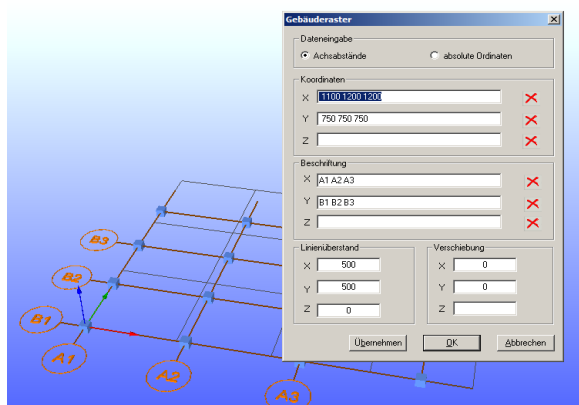 Gebäuderaster
Dateneingabe
Achsabstände
absolute Ordinaten
Koordinaten
X 1100 1200 1200
Y 750 750 750
Z
Beschriftung
X A1 A2 A3
Y B1 B2 B3
Z
Linienüberstand
X 500
Y 500
Z 0
Verschiebung
X 0
Y 0
Z
Übernehmen
OK
Abbrechen
B3
B2
B1
A1
A2
A3